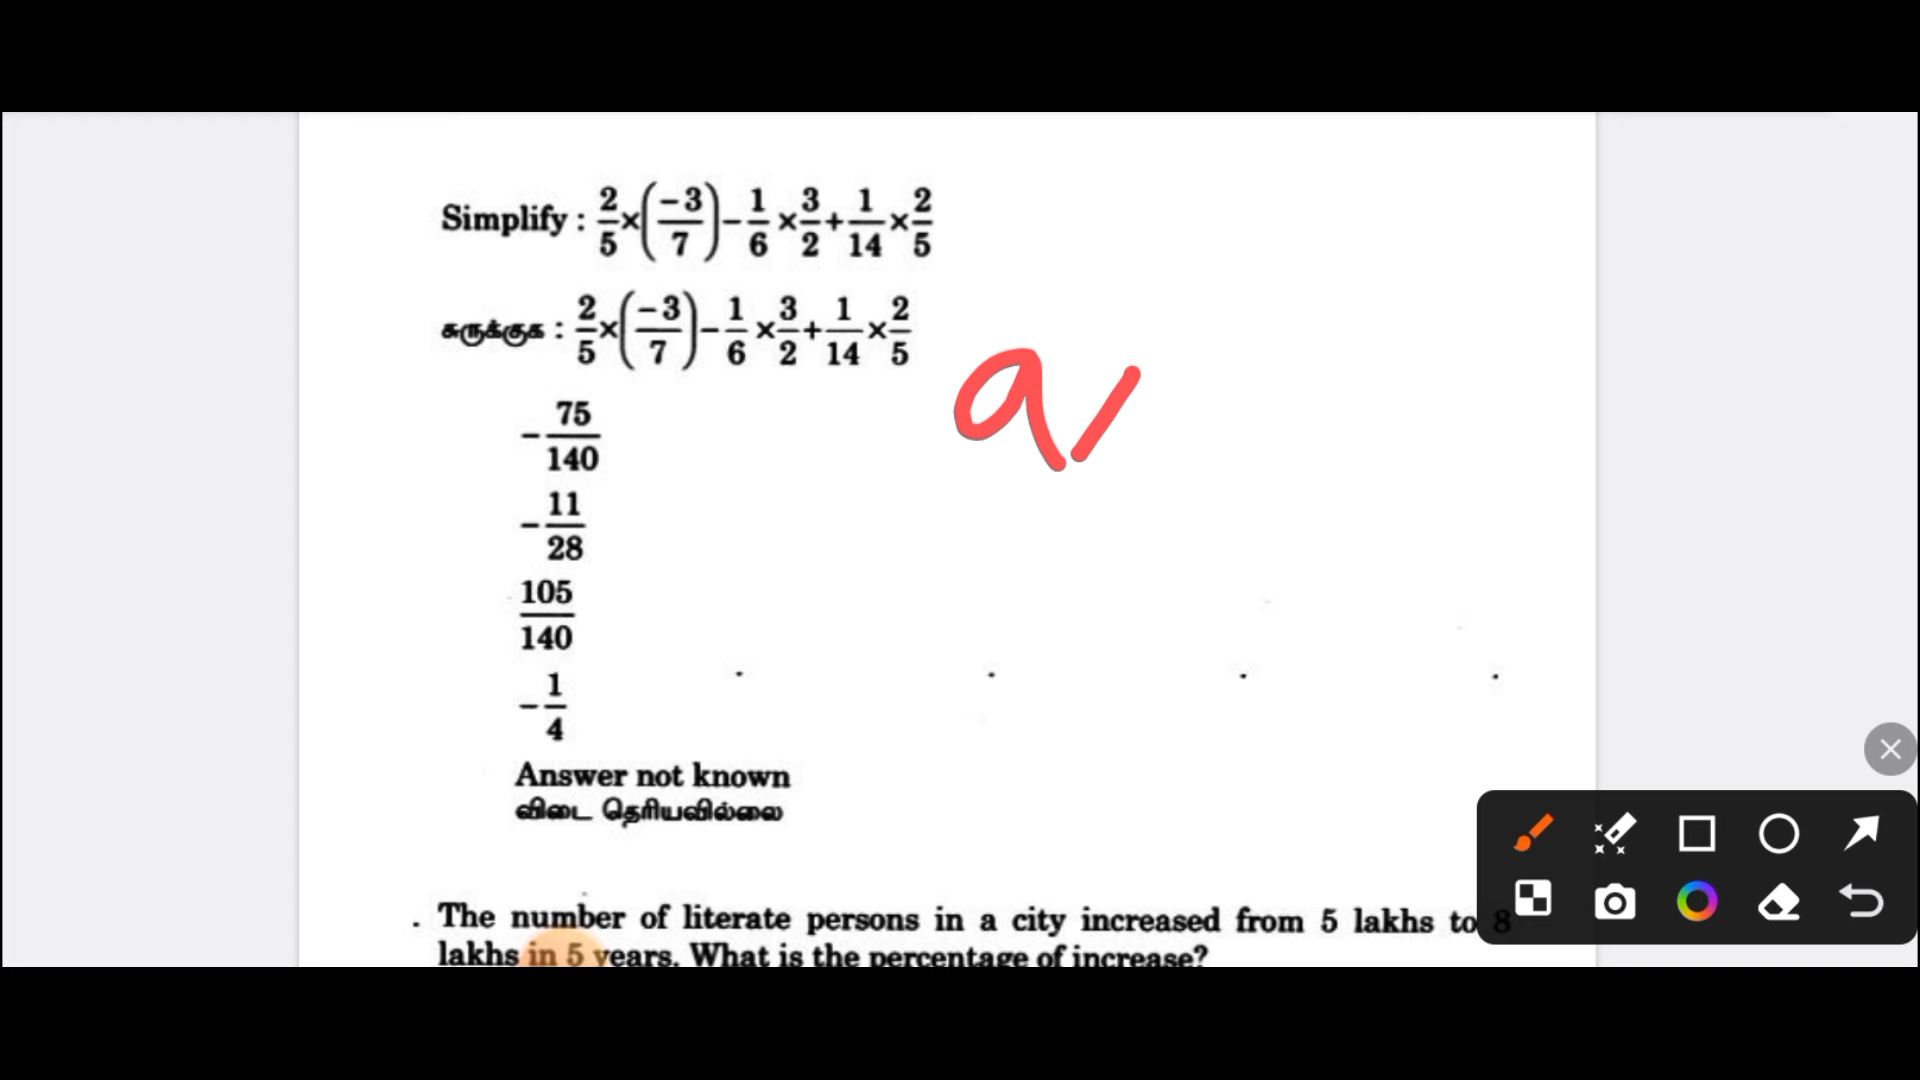 Simplify : 2/5 × (−3/7) − 1/6 × 3/2 + 1/14 × 2/5
சுருக்குக : 2/5 × (−3/7) − 1/6 × 3/2 + 1/14 × 2/5
− 75/140
− 11/28
105/140
− 1/4
Answer not known
விடை தெரியவில்லை
. The number of literate persons in a city increased from 5 lakhs to 8
lakhs in 5 years. What is the percentage of increase?